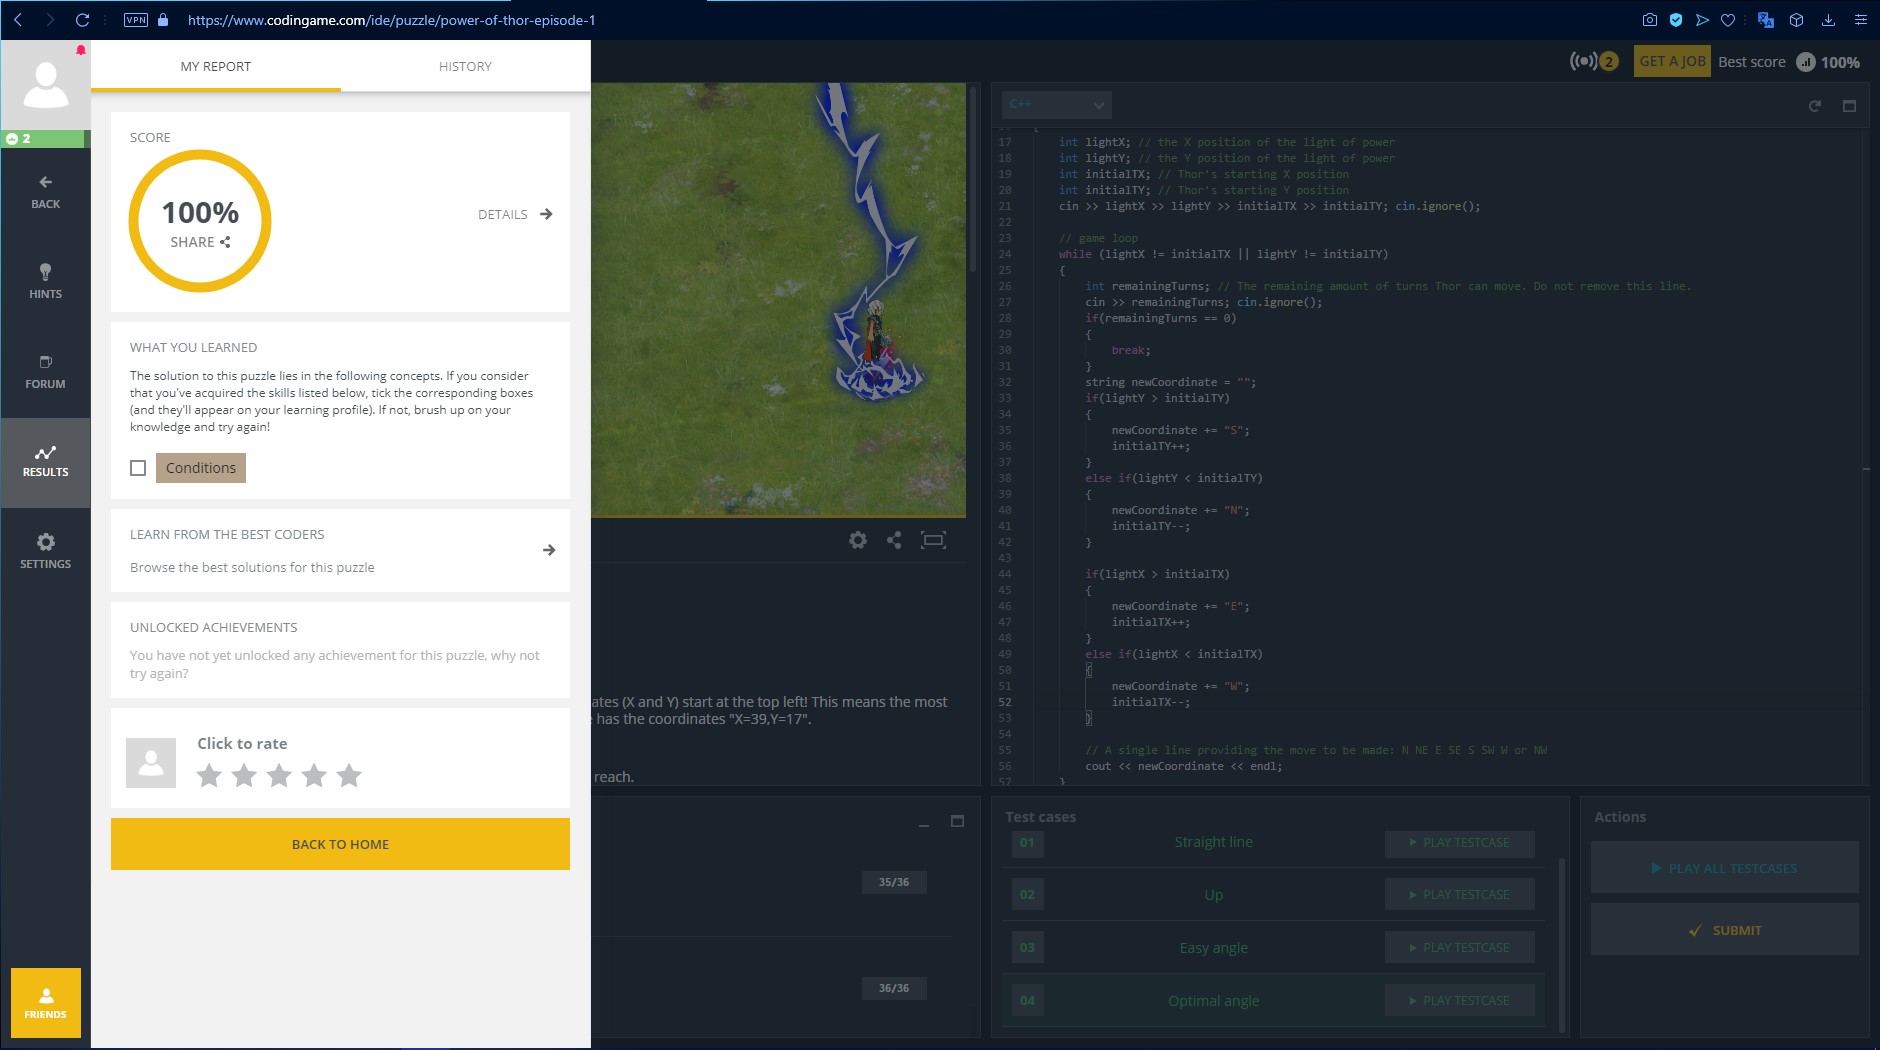 VPN
https://www.codingame.com/ide/puzzle/power-of-thor-episode-1
2
BACK
HINTS
FORUM
RESULTS
SETTINGS
FRIENDS
MY REPORT
HISTORY
SCORE
100%
SHARE
DETAILS
WHAT YOU LEARNED
The solution to this puzzle lies in the following concepts. If you consider
that you've acquired the skills listed below, tick the corresponding boxes
(and they'll appear on your learning profile). If not, brush up on your
knowledge and try again!
Conditions
LEARN FROM THE BEST CODERS
Browse the best solutions for this puzzle
UNLOCKED ACHIEVEMENTS
You have not yet unlocked any achievement for this puzzle, why not
try again?
Click to rate
BACK TO HOME
ates (X and Y) start at the top left! This means the most
has the coordinates "X=39,Y=17".
reach.
35/36
36/36
2
GET A JOB
Best score
100%
C++
17 int lightX; // the X position of the light of power
18 int lightY; // the Y position of the light of power
19 int initialTX; // Thor's starting X position
20 int initialTY; // Thor's starting Y position
21 cin >> lightX >> lightY >> initialTX >> initialTY; cin.ignore();
22
23 // game loop
24 while (lightX != initialTX || lightY != initialTY)
25 {
26 int remainingTurns; // The remaining amount of turns Thor can move. Do not remove this line.
27 cin >> remainingTurns; cin.ignore();
28 if(remainingTurns == 0)
29 {
30 break;
31 }
32 string newCoordinate = "";
33 if(lightY > initialTY)
34 {
35 newCoordinate += "S";
36 initialTY++;
37 }
38 else if(lightY < initialTY)
39 {
40 newCoordinate += "N";
41 initialTY--;
42 }
43
44 if(lightX > initialTX)
45 {
46 newCoordinate += "E";
47 initialTX++;
48 }
49 else if(lightX < initialTX)
50 {
51 newCoordinate += "W";
52 initialTX--;
53 }
54
55 // A single line providing the move to be made: N NE E SE S SW W or NW
56 cout << newCoordinate << endl;
57 }
Test cases
01 Straight line PLAY TESTCASE
02 Up PLAY TESTCASE
03 Easy angle PLAY TESTCASE
04 Optimal angle PLAY TESTCASE
Actions
PLAY ALL TESTCASES
SUBMIT